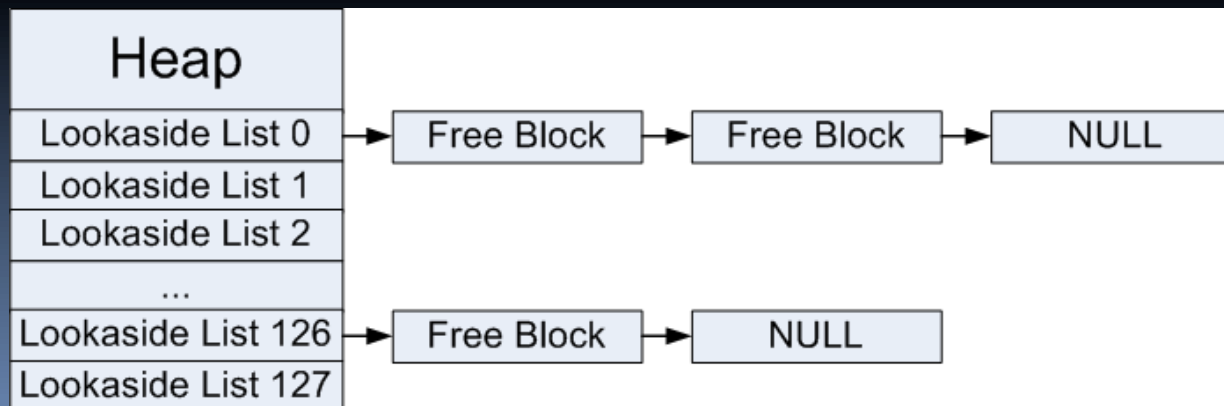 Heap
Lookaside List 0 Free Block Free Block NULL
Lookaside List 1
Lookaside List 2
...
Lookaside List 126 Free Block NULL
Lookaside List 127